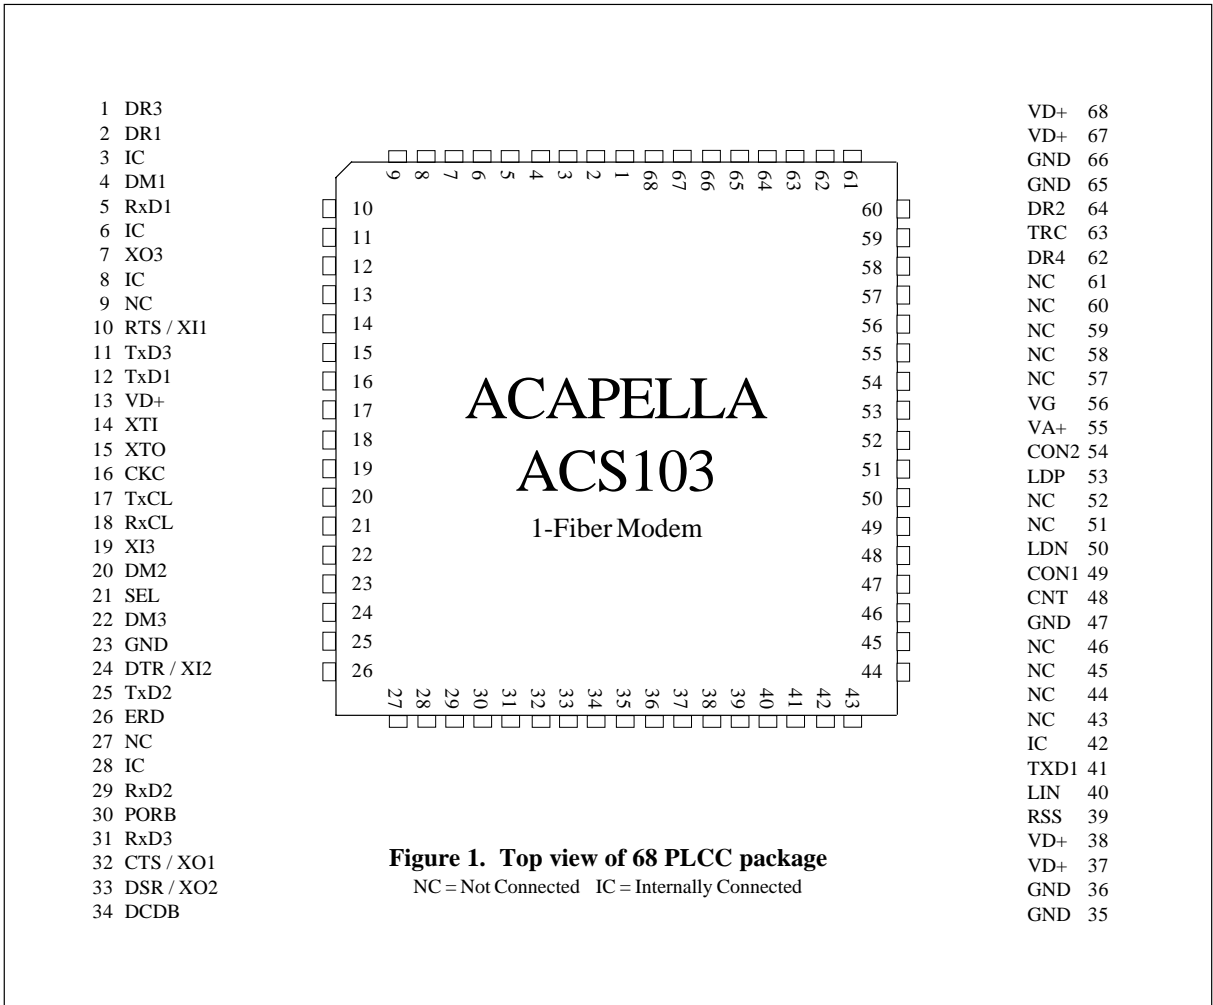 1 DR3
2 DR1
3 IC
4 DM1
5 RxD1
6 IC
7 XO3
8 IC
9 NC
10 RTS / XI1
11 TxD3
12 TxD1
13 VD+
14 XTI
15 XTO
16 CKC
17 TxCL
18 RxCL
19 XI3
20 DM2
21 SEL
22 DM3
23 GND
24 DTR / XI2
25 TxD2
26 ERD
27 NC
28 IC
29 RxD2
30 PORB
31 RxD3
32 CTS / XO1
33 DSR / XO2
34 DCDB
9 8 7 6 5 4 3 2 1 68 67 66 65 64 63 62 61
10
11
12
13
14
15
16
17
18
19
20
21
22
23
24
25
26
ACAPELLA
ACS103
1-Fiber Modem
60
59
58
57
56
55
54
53
52
51
50
49
48
47
46
45
44
27 28 29 30 31 32 33 34 35 36 37 38 39 40 41 42 43
VD+ 68
VD+ 67
GND 66
GND 65
DR2 64
TRC 63
DR4 62
NC 61
NC 60
NC 59
NC 58
NC 57
VG 56
VA+ 55
CON2 54
LDP 53
NC 52
NC 51
LDN 50
CON1 49
CNT 48
GND 47
NC 46
NC 45
NC 44
NC 43
IC 42
TXD1 41
LIN 40
RSS 39
VD+ 38
VD+ 37
GND 36
GND 35
Figure 1. Top view of 68 PLCC package
NC = Not Connected IC = Internally Connected